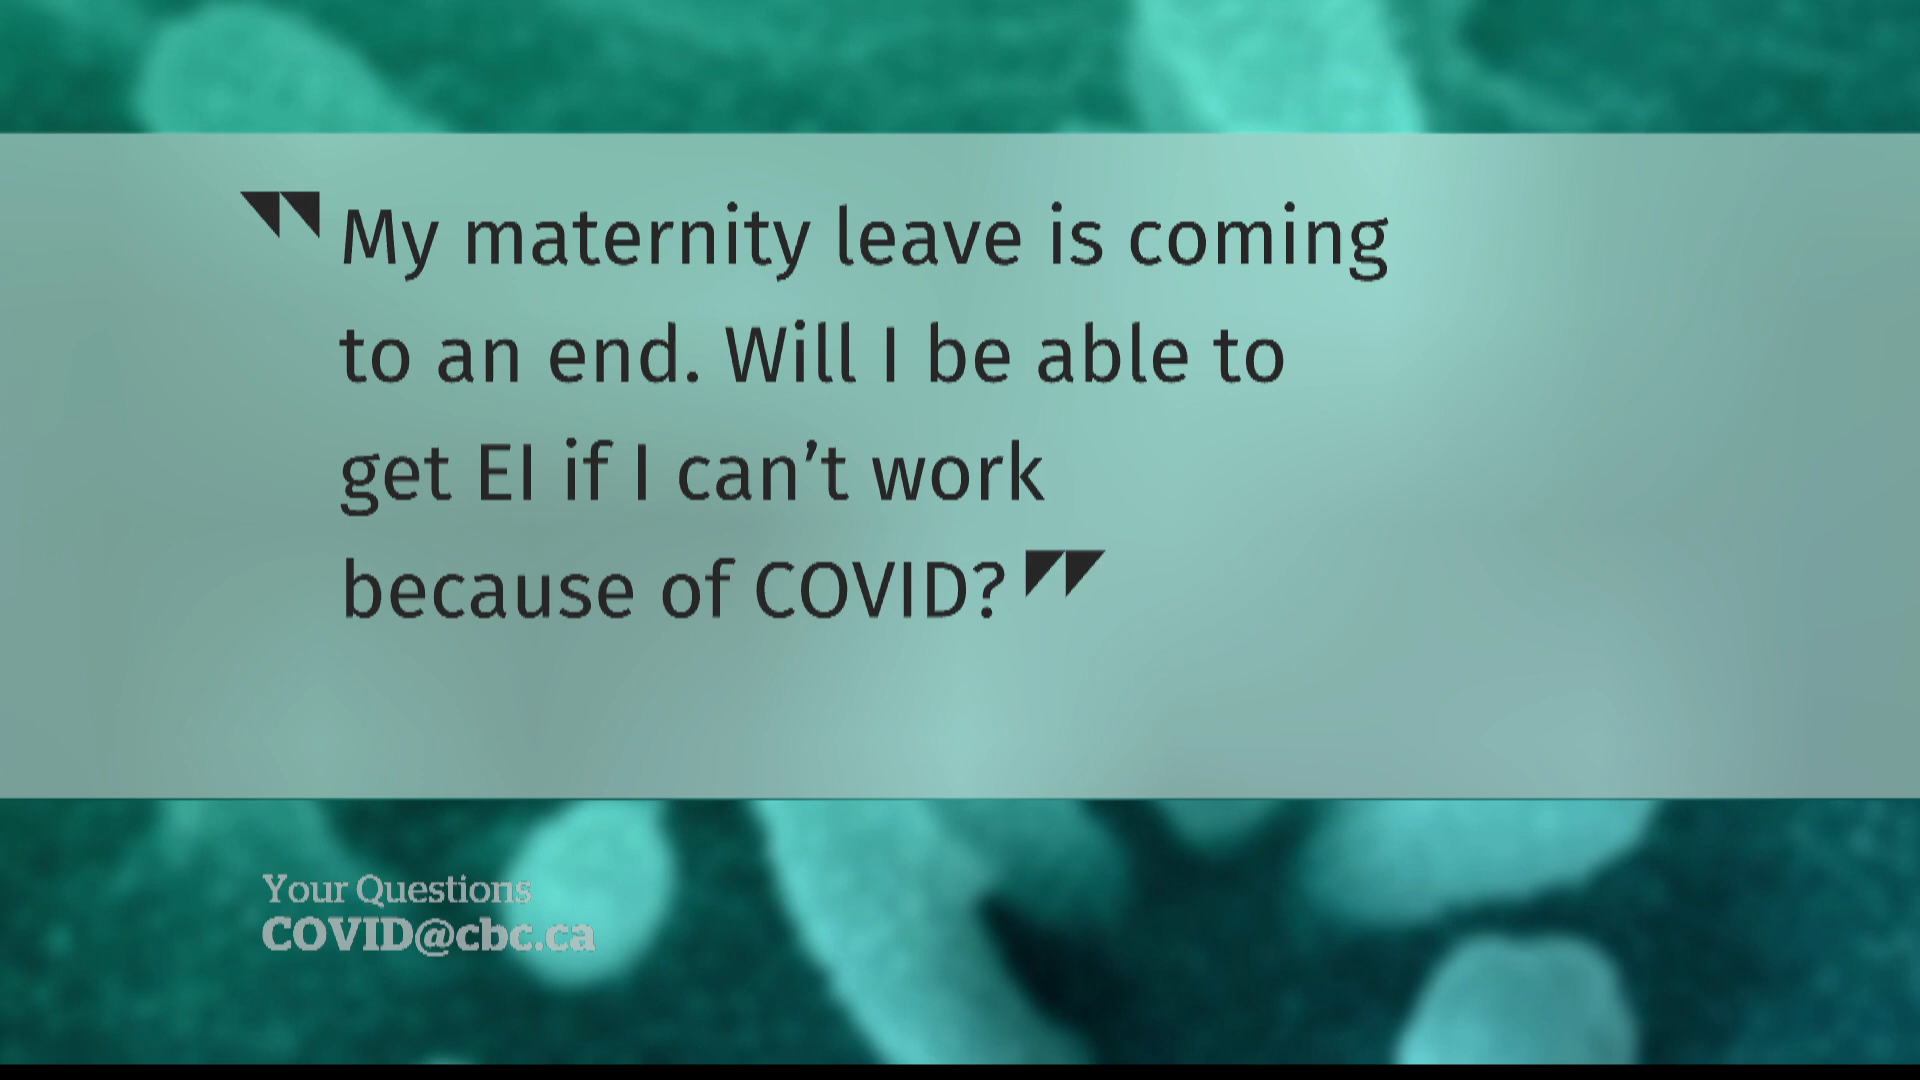 "My maternity leave is coming
to an end. Will I be able to
get EI if I can’t work
because of COVID?"
Your Questions
COVID@cbc.ca